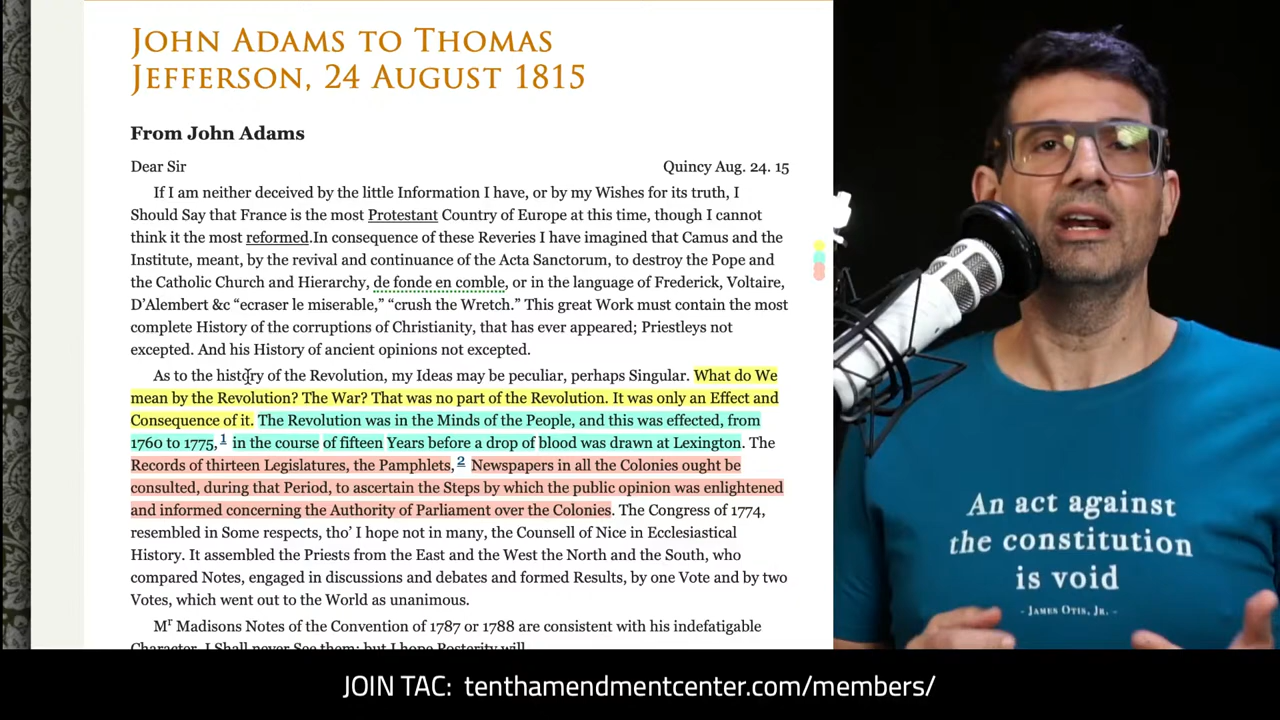 JOHN ADAMS TO THOMAS
JEFFERSON, 24 AUGUST 1815
From John Adams
Dear Sir
Quincy Aug. 24. 15
If I am neither deceived by the little Information I have, or by my Wishes for its truth, I
Should Say that France is the most Protestant Country of Europe at this time, though I cannot
think it the most reformed.In consequence of these Reveries I have imagined that Camus and the
Institute, meant, by the revival and continuance of the Acta Sanctorum, to destroy the Pope and
the Catholic Church and Hierarchy, de fonde en comble, or in the language of Frederick, Voltaire,
D’Alembert &c “ecraser le miserable,” “crush the Wretch.” This great Work must contain the most
complete History of the corruptions of Christianity, that has ever appeared; Priestleys not
excepted. And his History of ancient opinions not excepted.
As to the history of the Revolution, my Ideas may be peculiar, perhaps Singular. What do We
mean by the Revolution? The War? That was no part of the Revolution. It was only an Effect and
Consequence of it. The Revolution was in the Minds of the People, and this was effected, from
1760 to 1775,1 in the course of fifteen Years before a drop of blood was drawn at Lexington. The
Records of thirteen Legislatures, the Pamphlets,2 Newspapers in all the Colonies ought be
consulted, during that Period, to ascertain the Steps by which the public opinion was enlightened
and informed concerning the Authority of Parliament over the Colonies. The Congress of 1774,
resembled in Some respects, tho’ I hope not in many, the Counsell of Nice in Ecclesiastical
History. It assembled the Priests from the East and the West the North and the South, who
compared Notes, engaged in discussions and debates and formed Results, by one Vote and by two
Votes, which went out to the World as unanimous.
Mr Madisons Notes of the Convention of 1787 or 1788 are consistent with his indefatigable
Character. I Shall never See them; but I hope Posterity will.
An act against
the constitution
is void
- JAMES OTIS, JR. -
JOIN TAC: tenthamendmentcenter.com/members/